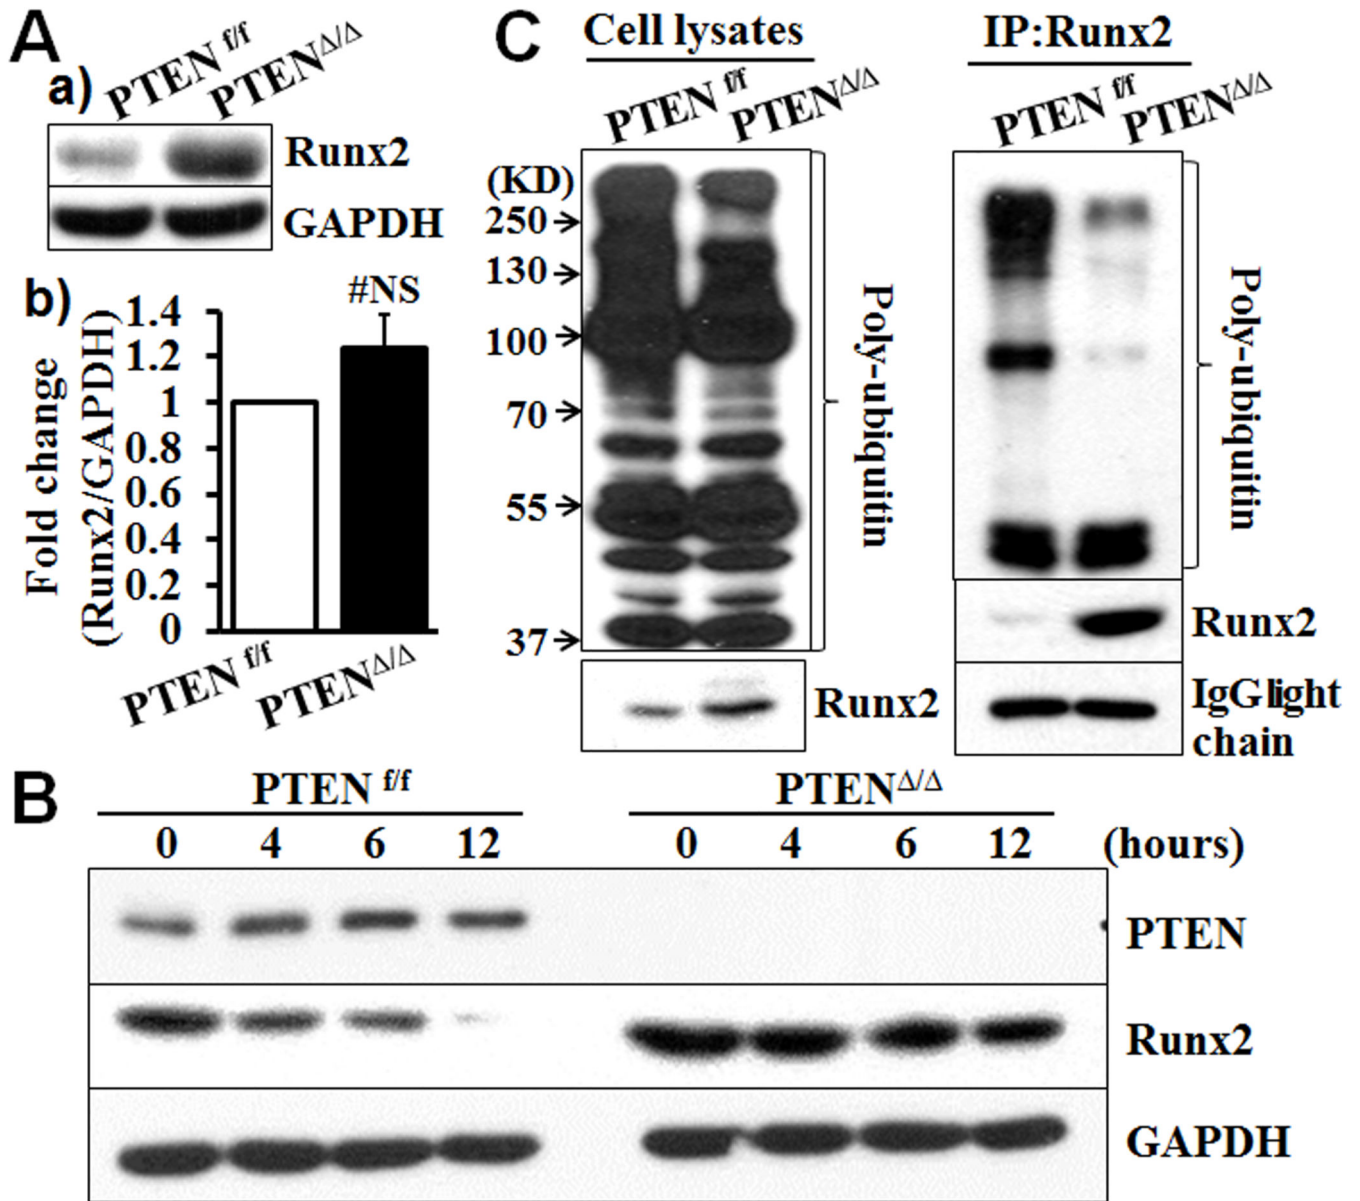 A
a)
PTEN f/f
PTENΔ/Δ
Runx2
GAPDH
b)
Fold change
(Runx2/GAPDH)
#NS
1.4
1.2
1
0.8
0.6
0.4
0.2
0
PTEN f/f
PTENΔ/Δ
C
Cell lysates
PTEN f/f
PTENΔ/Δ
(KD)
250
130
100
70
55
37
Poly-ubiquitin
Runx2
IP:Runx2
PTEN f/f
PTENΔ/Δ
Poly-ubiquitin
Runx2
IgG light
chain
B
PTEN f/f
PTENΔ/Δ
0 4 6 12 0 4 6 12 (hours)
PTEN
Runx2
GAPDH